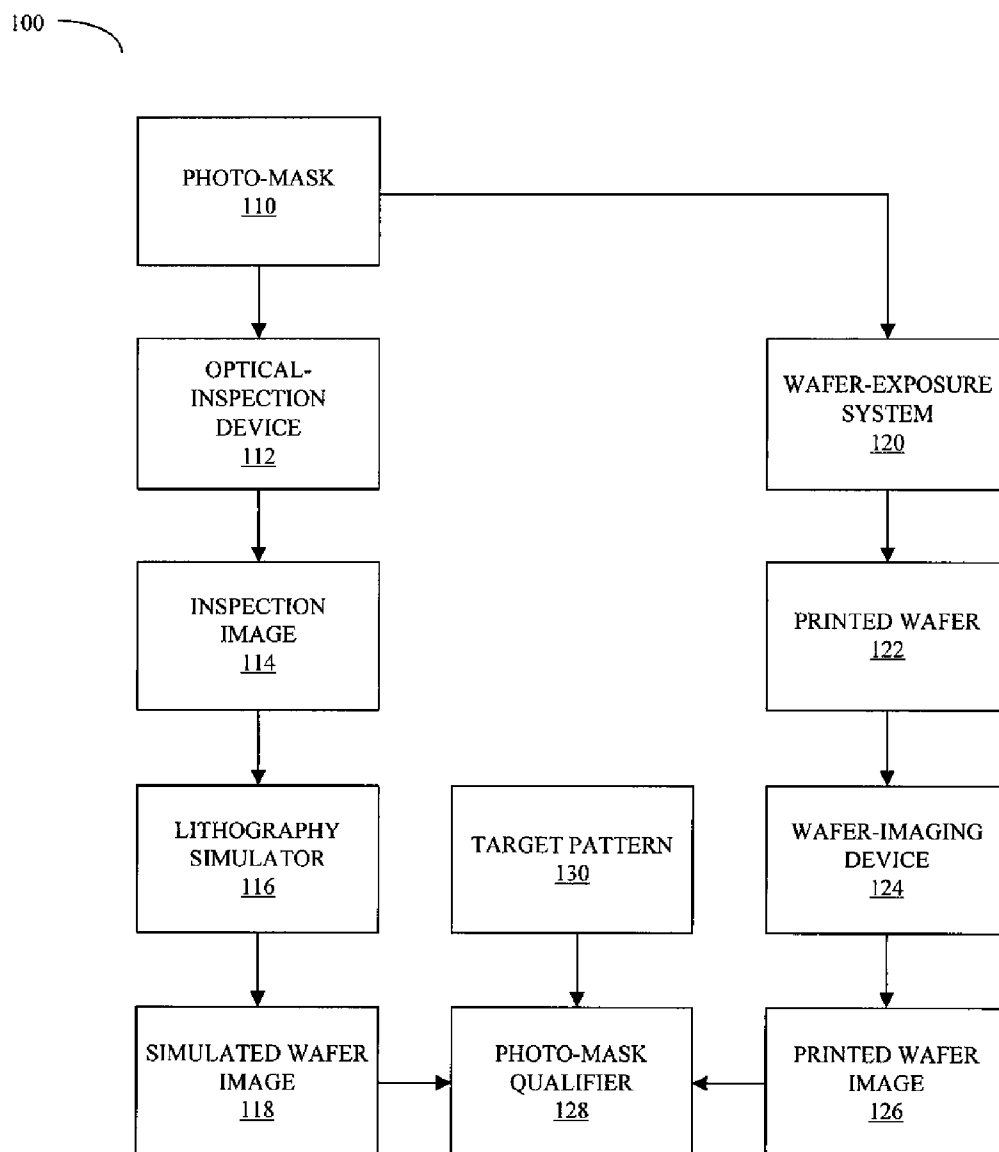 100
PHOTO-MASK
110
OPTICAL-
INSPECTION
DEVICE
112
WAFER-EXPOSURE
SYSTEM
120
INSPECTION
IMAGE
114
PRINTED WAFER
122
LITHOGRAPHY
SIMULATOR
116
TARGET PATTERN
130
WAFER-IMAGING
DEVICE
124
SIMULATED WAFER
IMAGE
118
PHOTO-MASK
QUALIFIER
128
PRINTED WAFER
IMAGE
126